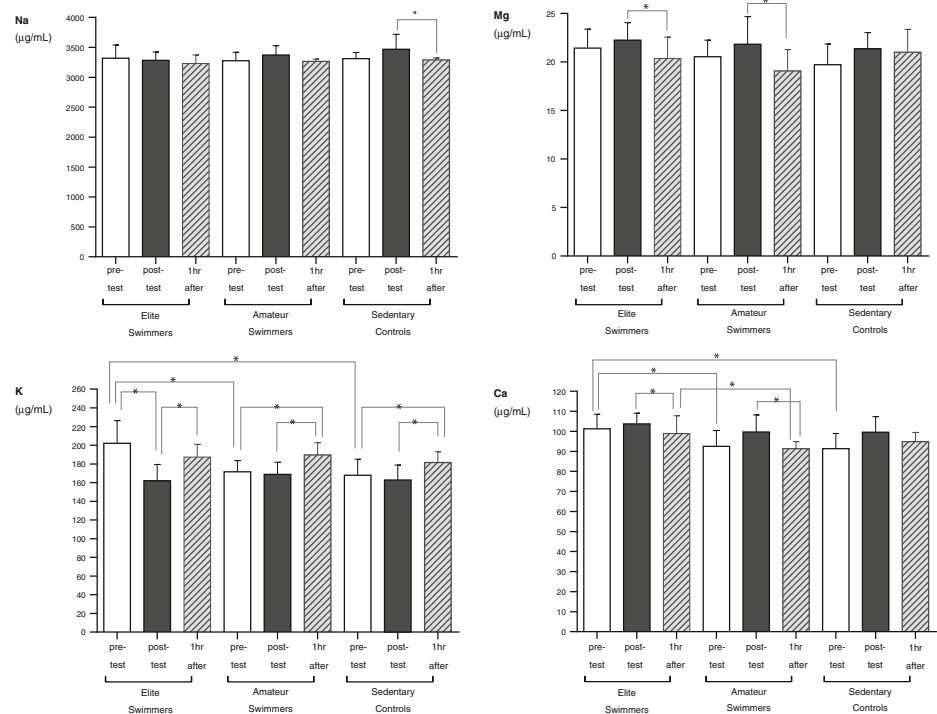 Na
(µg/mL)
4000
3500
3000
2500
2000
1500
1000
500
0
*
pre- post- 1hr pre- post- 1hr pre- post- 1hr
test test after test test after test test after
Elite Amateur Sedentary
Swimmers Swimmers Controls
Mg
(µg/mL)
25
20
15
10
5
0
* *
pre- post- 1hr pre- post- 1hr pre- post- 1hr
test test after test test after test test after
Elite Amateur Sedentary
Swimmers Swimmers Controls
K
(µg/mL)
260
240
220
200
180
160
140
120
100
80
60
40
20
0
*
*
* * * *
* *
pre- post- 1hr pre- post- 1hr pre- post- 1hr
test test after test test after test test after
Elite Amateur Sedentary
Swimmers Swimmers Controls
Ca
(µg/mL)
120
110
100
90
80
70
60
50
40
30
20
10
0
*
*
* * *
pre- post- 1hr pre- post- 1hr pre- post- 1hr
test test after test test after test test after
Elite Amateur Sedentary
Swimmers Swimmers Controls